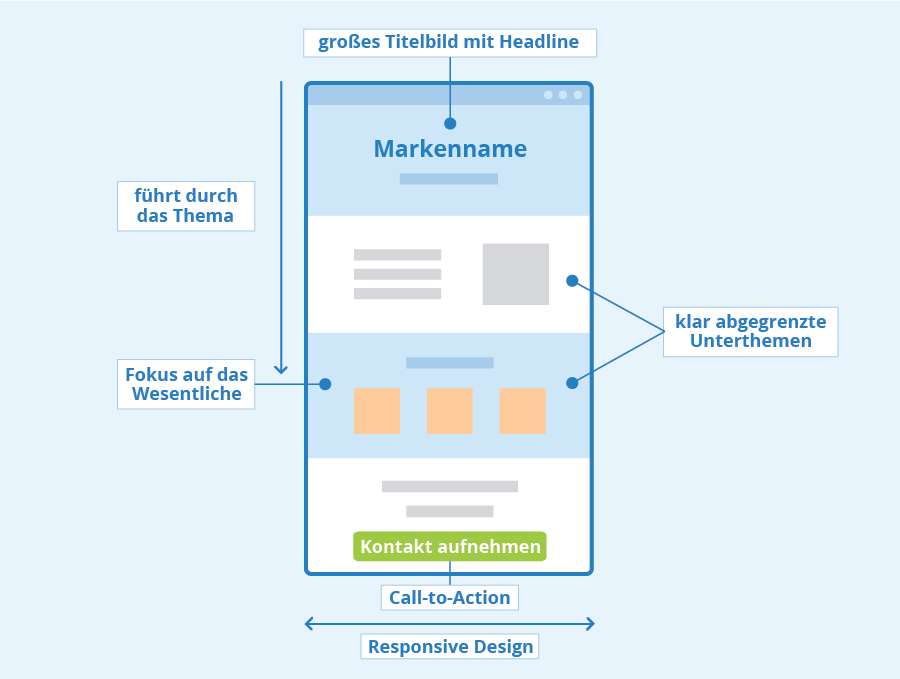 großes Titelbild mit Headline
Markenname
führt durch
das Thema
klar abgegrenzte
Unterthemen
Fokus auf das
Wesentliche
Kontakt aufnehmen
Call-to-Action
Responsive Design